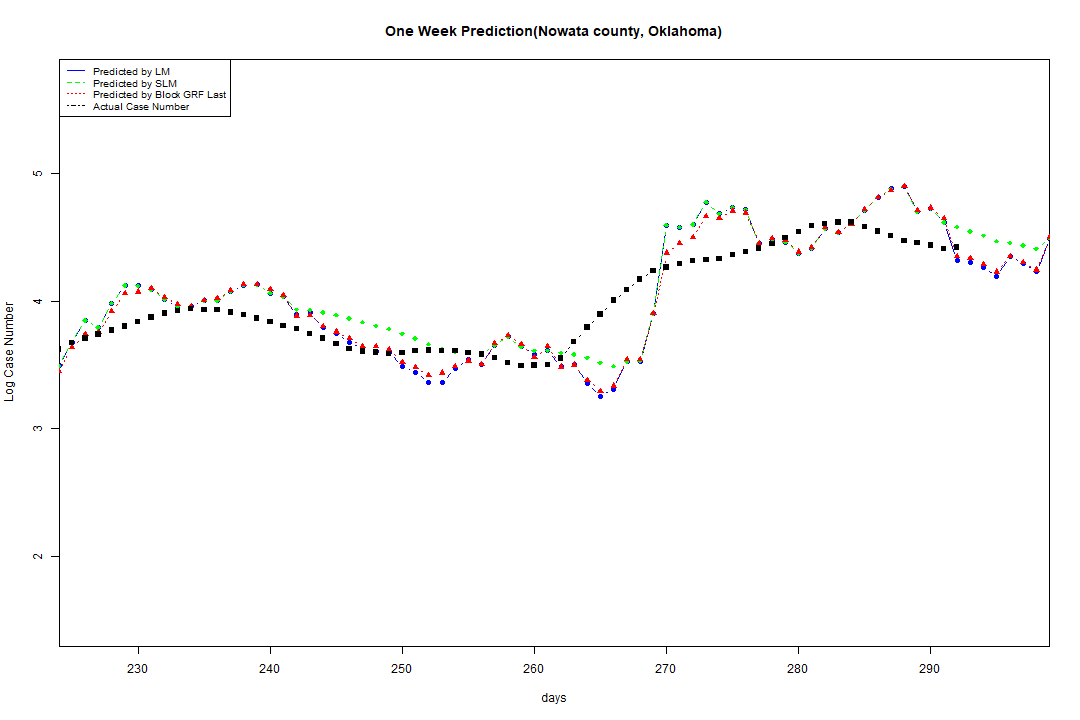 One Week Prediction(Nowata county, Oklahoma)
Predicted by LM
Predicted by SLM
Predicted by Block GRF Last
Actual Case Number
5
4
3
2
Log Case Number
230 240 250 260 270 280 290
days